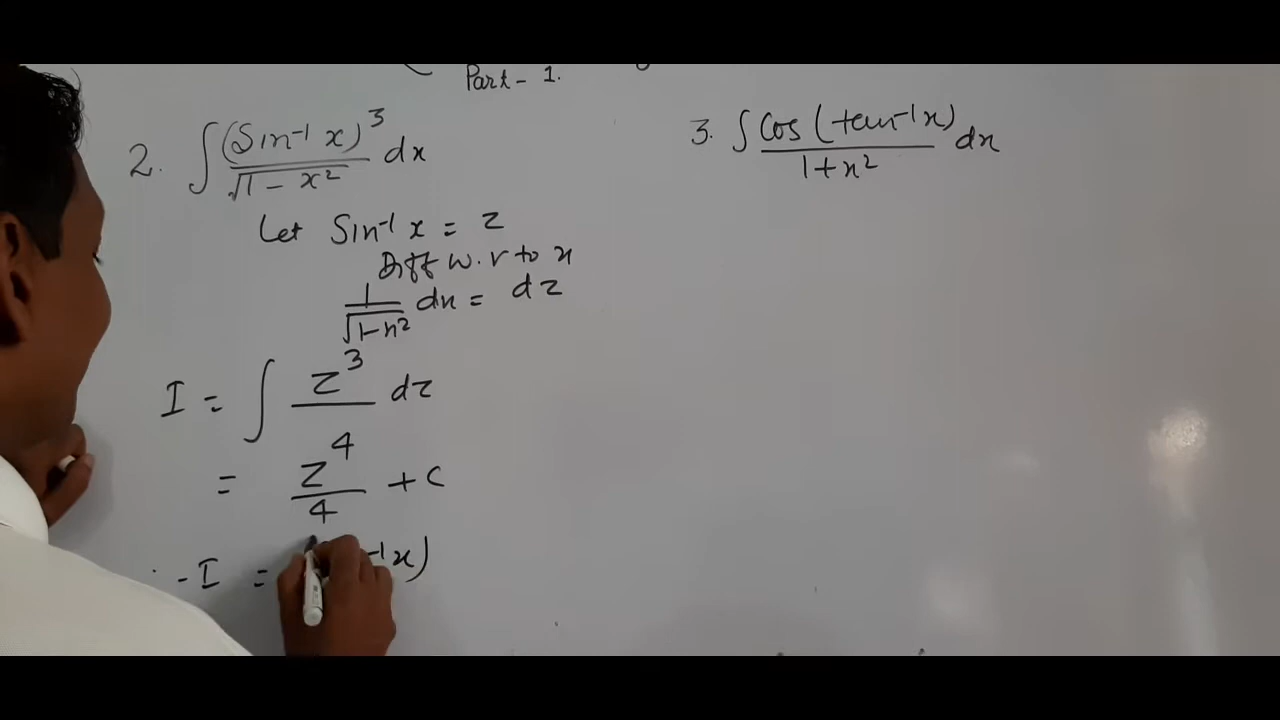 Part - 1.
2. ∫ (Sin⁻¹ x)³ / √1 - x² dx
Let Sin⁻¹ x = z
Diff w.r to x
1 / √1-x² dx = dz
I = ∫ z³ dz
= z⁴ / 4 + c
I = ⁻¹x)
3. ∫ Cos (tan⁻¹x) / 1+x² dx